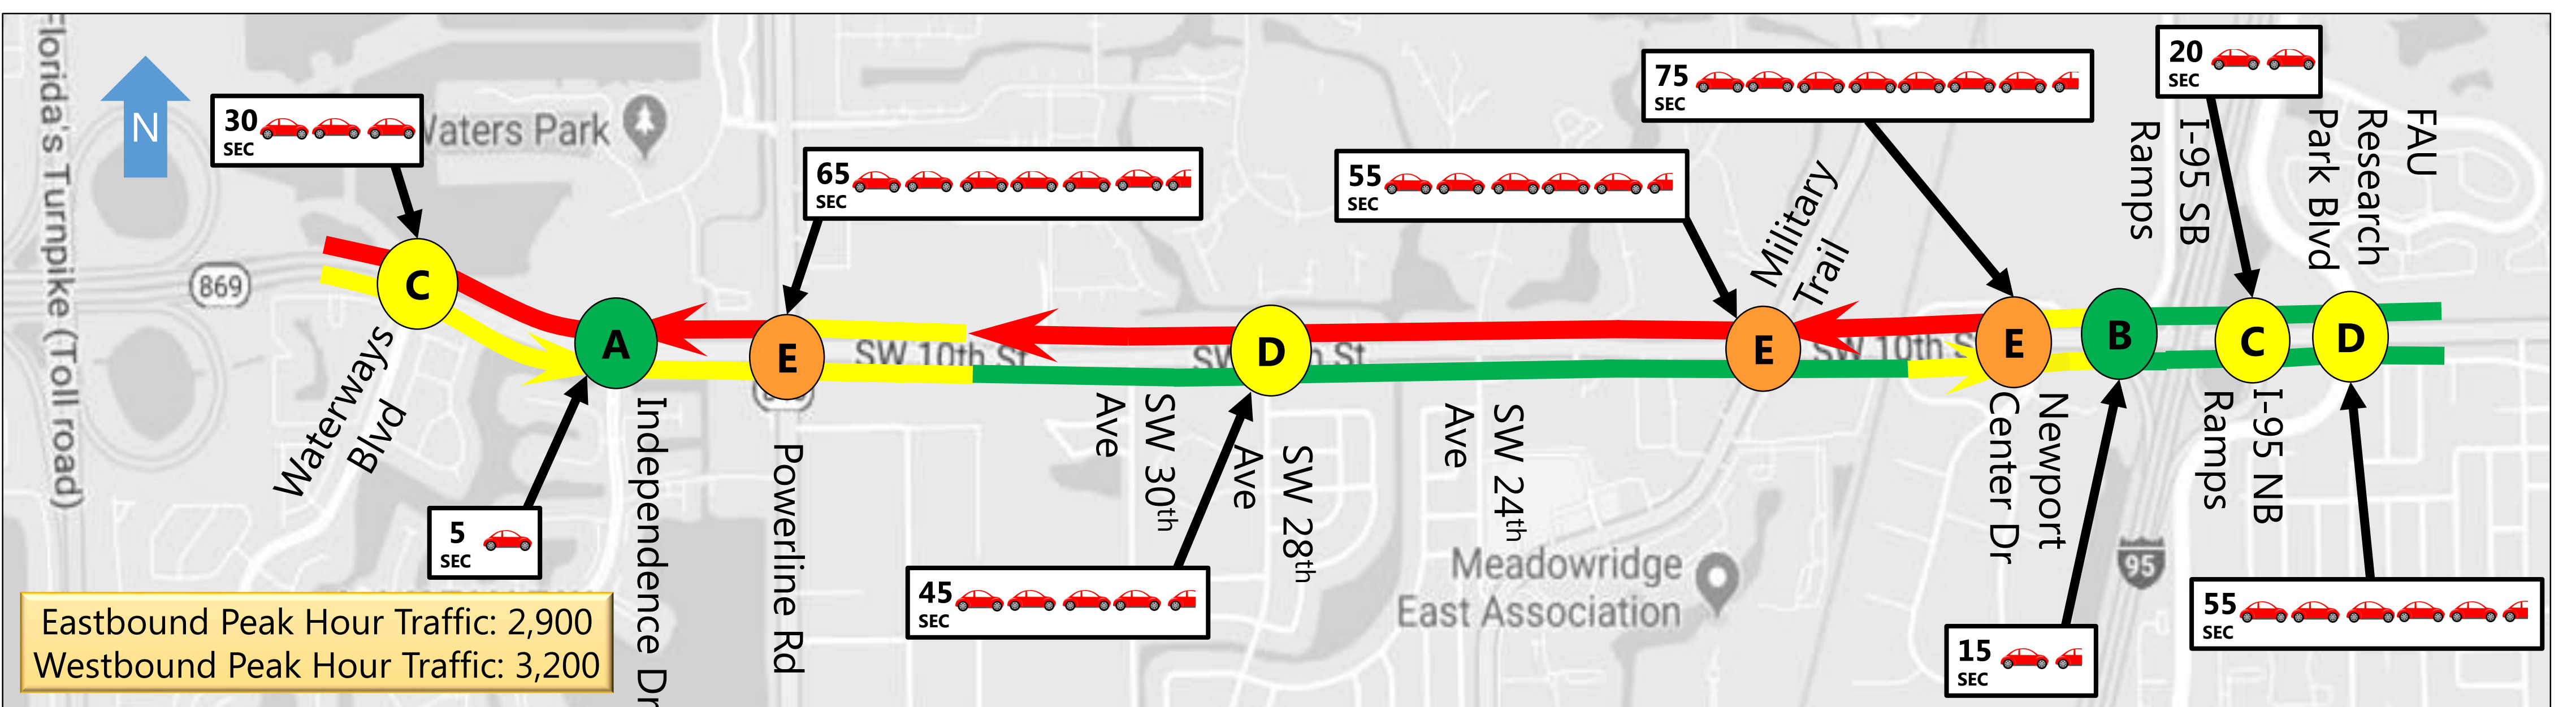 Florida's Turnpike (Toll road)
N
30
SEC
Waters Park
869
C
Waterways
Blvd
A
5
SEC
Independence Dr
65
SEC
E
Powerline Rd
SW 10th St
SW 30th
Ave
D
SW 28th
Ave
45
SEC
55
SEC
SW 24th
Ave
E
Military
Trail
75
SEC
SW 10th S
E
Newport
Center Dr
B
15
SEC
I-95 SB
Ramps
20
SEC
C
I-95 NB
Ramps
D
FAU
Research
Park Blvd
55
SEC
95
Meadowridge
East Association
Eastbound Peak Hour Traffic: 2,900
Westbound Peak Hour Traffic: 3,200